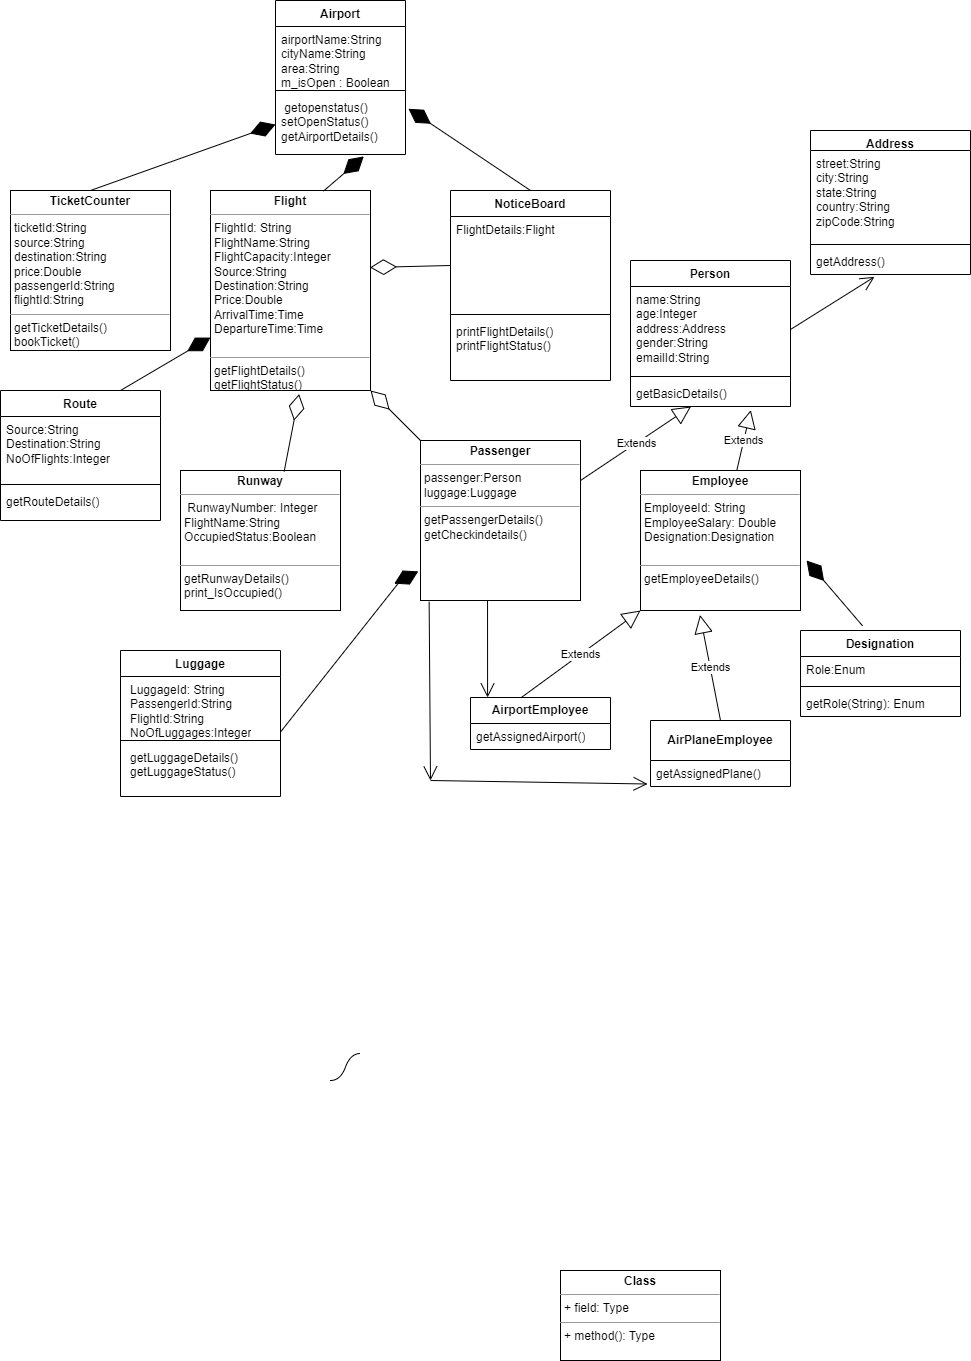 Airport
airportName:String
cityName:String
area:String
m_isOpen : Boolean
getopenstatus()
setOpenStatus()
getAirportDetails()
TicketCounter
ticketId:String
source:String
destination:String
price:Double
passengerId:String
flightId:String
getTicketDetails()
bookTicket()
Flight
FlightId: String
FlightName:String
FlightCapacity:Integer
Source:String
Destination:String
Price:Double
ArrivalTime:Time
DepartureTime:Time
getFlightDetails()
getFlightStatus()
NoticeBoard
FlightDetails:Flight
printFlightDetails()
printFlightStatus()
Address
street:String
city:String
state:String
country:String
zipCode:String
getAddress()
Person
name:String
age:Integer
address:Address
gender:String
emailId:String
getBasicDetails()
Route
Source:String
Destination:String
NoOfFlights:Integer
getRouteDetails()
Runway
RunwayNumber: Integer
FlightName:String
OccupiedStatus:Boolean
getRunwayDetails()
print_IsOccupied()
Passenger
passenger:Person
luggage:Luggage
getPassengerDetails()
getCheckindetails()
Extends
Extends
Employee
EmployeeId: String
EmployeeSalary: Double
Designation:Designation
getEmployeeDetails()
Designation
Role:Enum
getRole(String): Enum
Luggage
LuggageId: String
PassengerId:String
FlightId:String
NoOfLuggages:Integer
getLuggageDetails()
getLuggageStatus()
Extends
Extends
AirportEmployee
getAssignedAirport()
AirPlaneEmployee
getAssignedPlane()
Class
+ field: Type
+ method(): Type